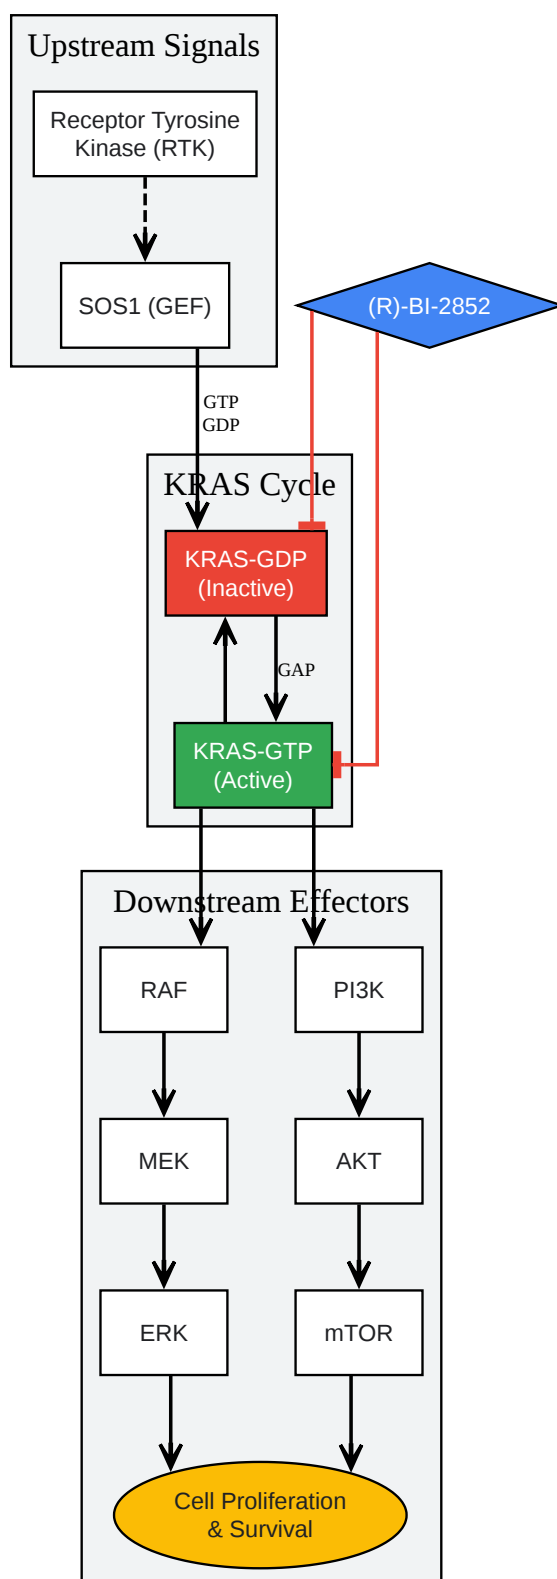 Upstream Signals
Receptor Tyrosine
Kinase (RTK)
SOS1 (GEF)
(R)-BI-2852
GTP
GDP
KRAS Cycle
KRAS-GDP
(Inactive)
GAP
KRAS-GTP
(Active)
Downstream Effectors
RAF
PI3K
MEK
AKT
ERK
mTOR
Cell Proliferation
& Survival